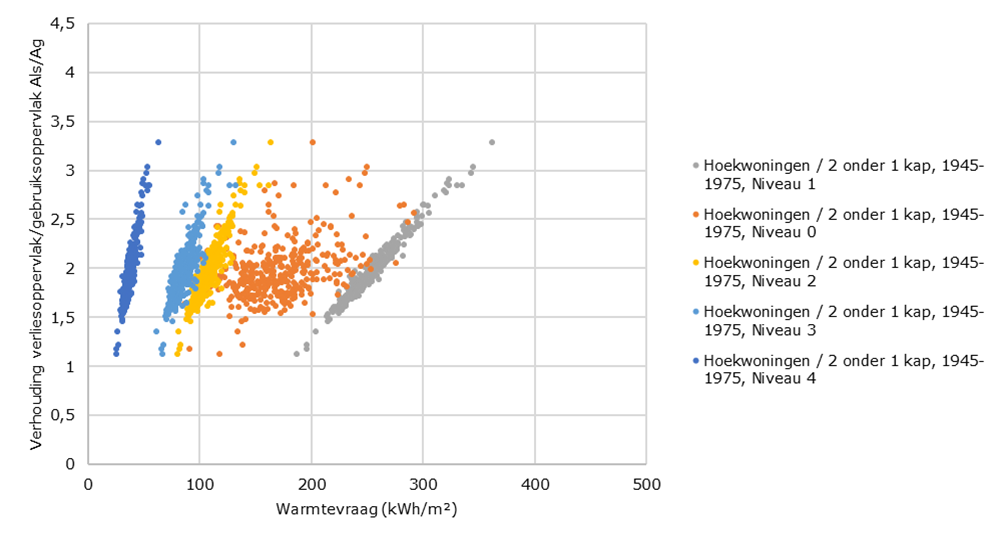 Verhouding verliesoppervlak/gebruiksoppervlak Als/Ag
4,5
4
3,5
3
2,5
2
1,5
1
0,5
0
0 100 200 300 400 500
Warmtevraag (kWh/m²)
Hoekwoningen / 2 onder 1 kap, 1945-
1975, Niveau 1
Hoekwoningen / 2 onder 1 kap, 1945-
1975, Niveau 0
Hoekwoningen / 2 onder 1 kap, 1945-
1975, Niveau 2
Hoekwoningen / 2 onder 1 kap, 1945-
1975, Niveau 3
Hoekwoningen / 2 onder 1 kap, 1945-
1975, Niveau 4